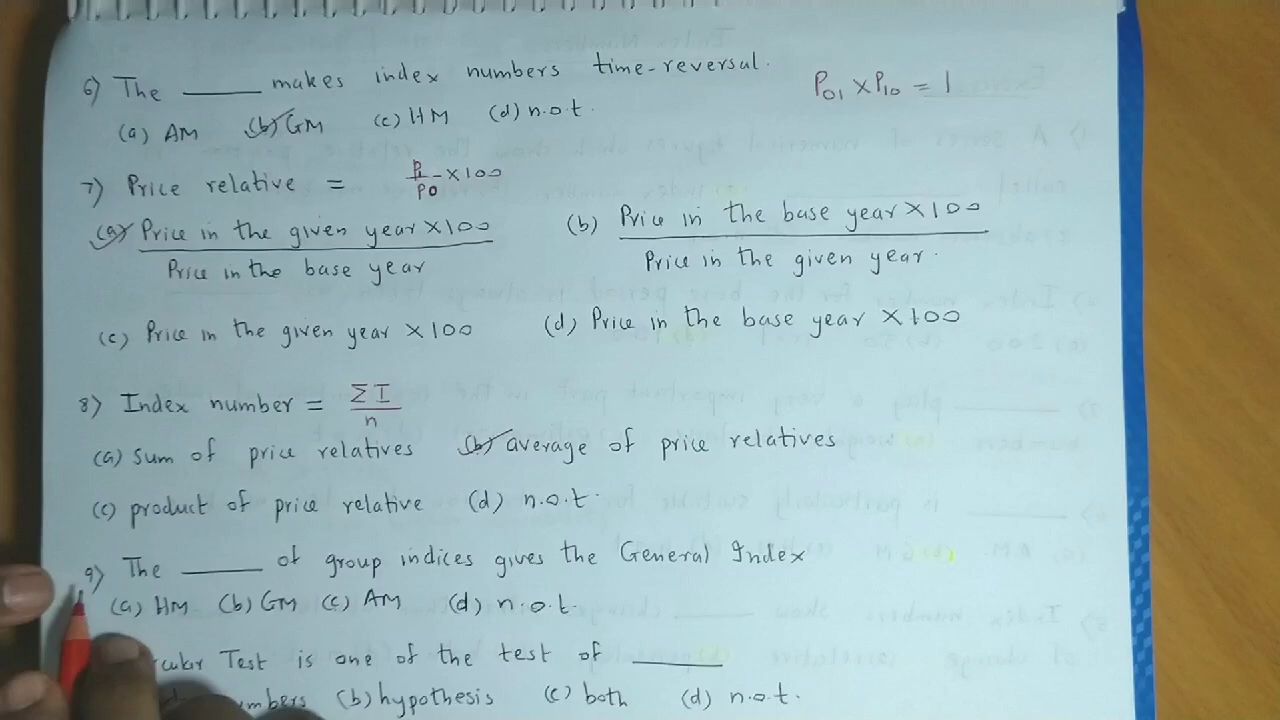 6) The _____ makes index numbers time-reversal. P01 × P10 = 1
(a) AM (b) GM (c) HM (d) n.o.t.
7) Price relative = P1/P0 × 100
(a) Price in the given year × 100 / Price in the base year (b) Price in the base year × 100 / Price in the given year.
(c) Price in the given year × 100 (d) Price in the base year × 100
8) Index number = ΣI/n
(a) sum of price relatives (b) average of price relatives
(c) product of price relative (d) n.o.t.
9) The _____ of group indices gives the General Index
(a) HM (b) GM (c) AM (d) n.o.t.
Test is one of the test of _____
(b) hypothesis (c) both (d) n.o.t.